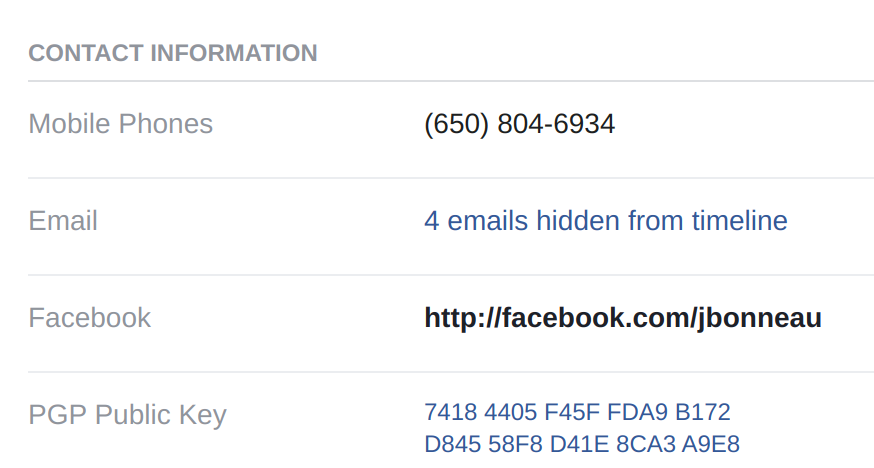 CONTACT INFORMATION
Mobile Phones (650) 804-6934
Email 4 emails hidden from timeline
Facebook http://facebook.com/jbonneau
PGP Public Key 7418 4405 F45F FDA9 B172
D845 58F8 D41E 8CA3 A9E8